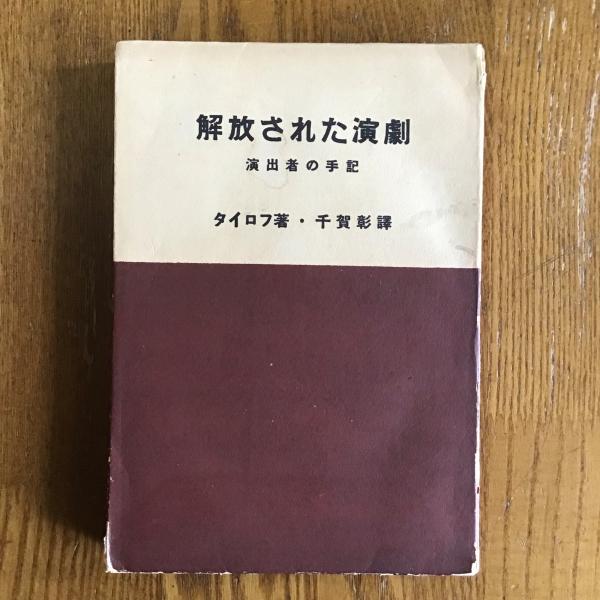 解放された演劇
演出者の手記
タイロフ著・千賀彰譯